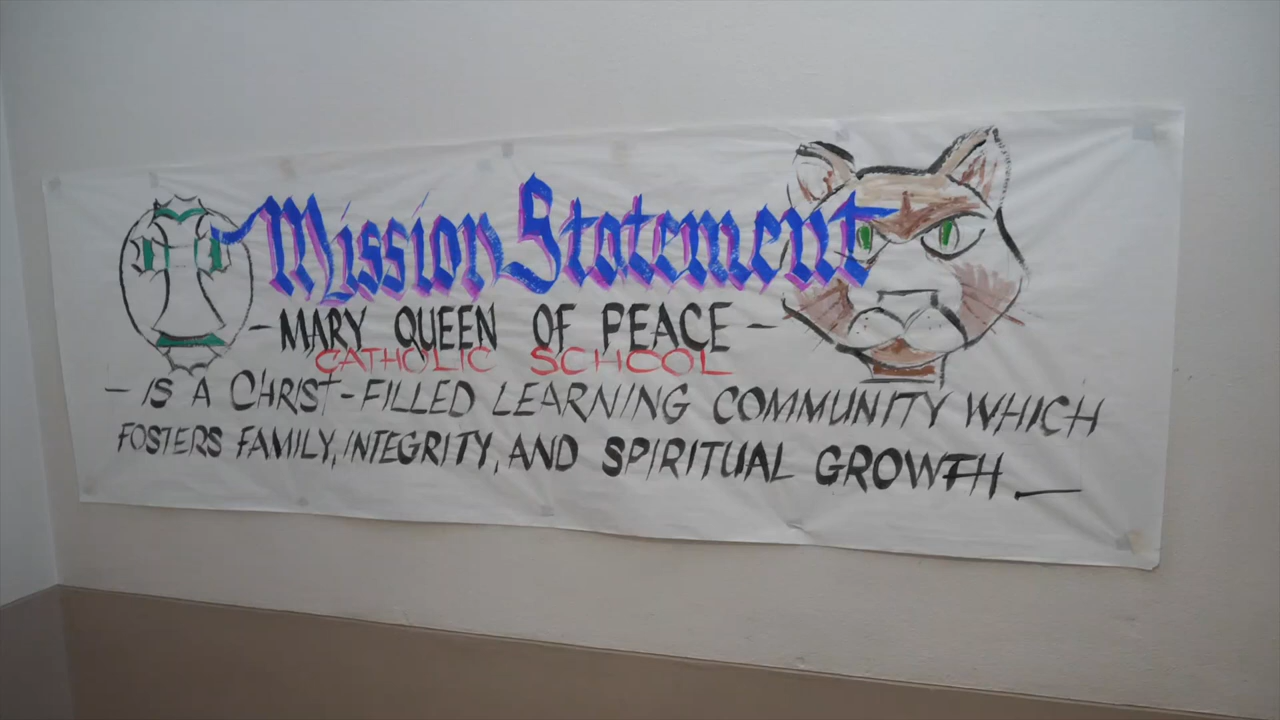 Mission Statement
- MARY QUEEN OF PEACE -
CATHOLIC SCHOOL
- IS A CHRIST-FILLED LEARNING COMMUNITY WHICH
FOSTERS FAMILY, INTEGRITY, AND SPIRITUAL GROWTH -